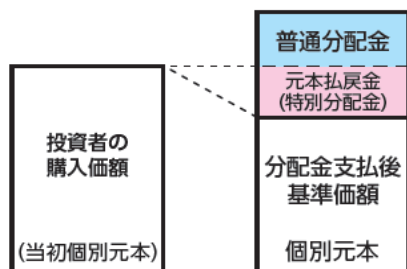 普通分配金
元本払戻金
(特別分配金)
投資者の
購入価額
(当初個別元本)
分配金支払後
基準価額
個別元本